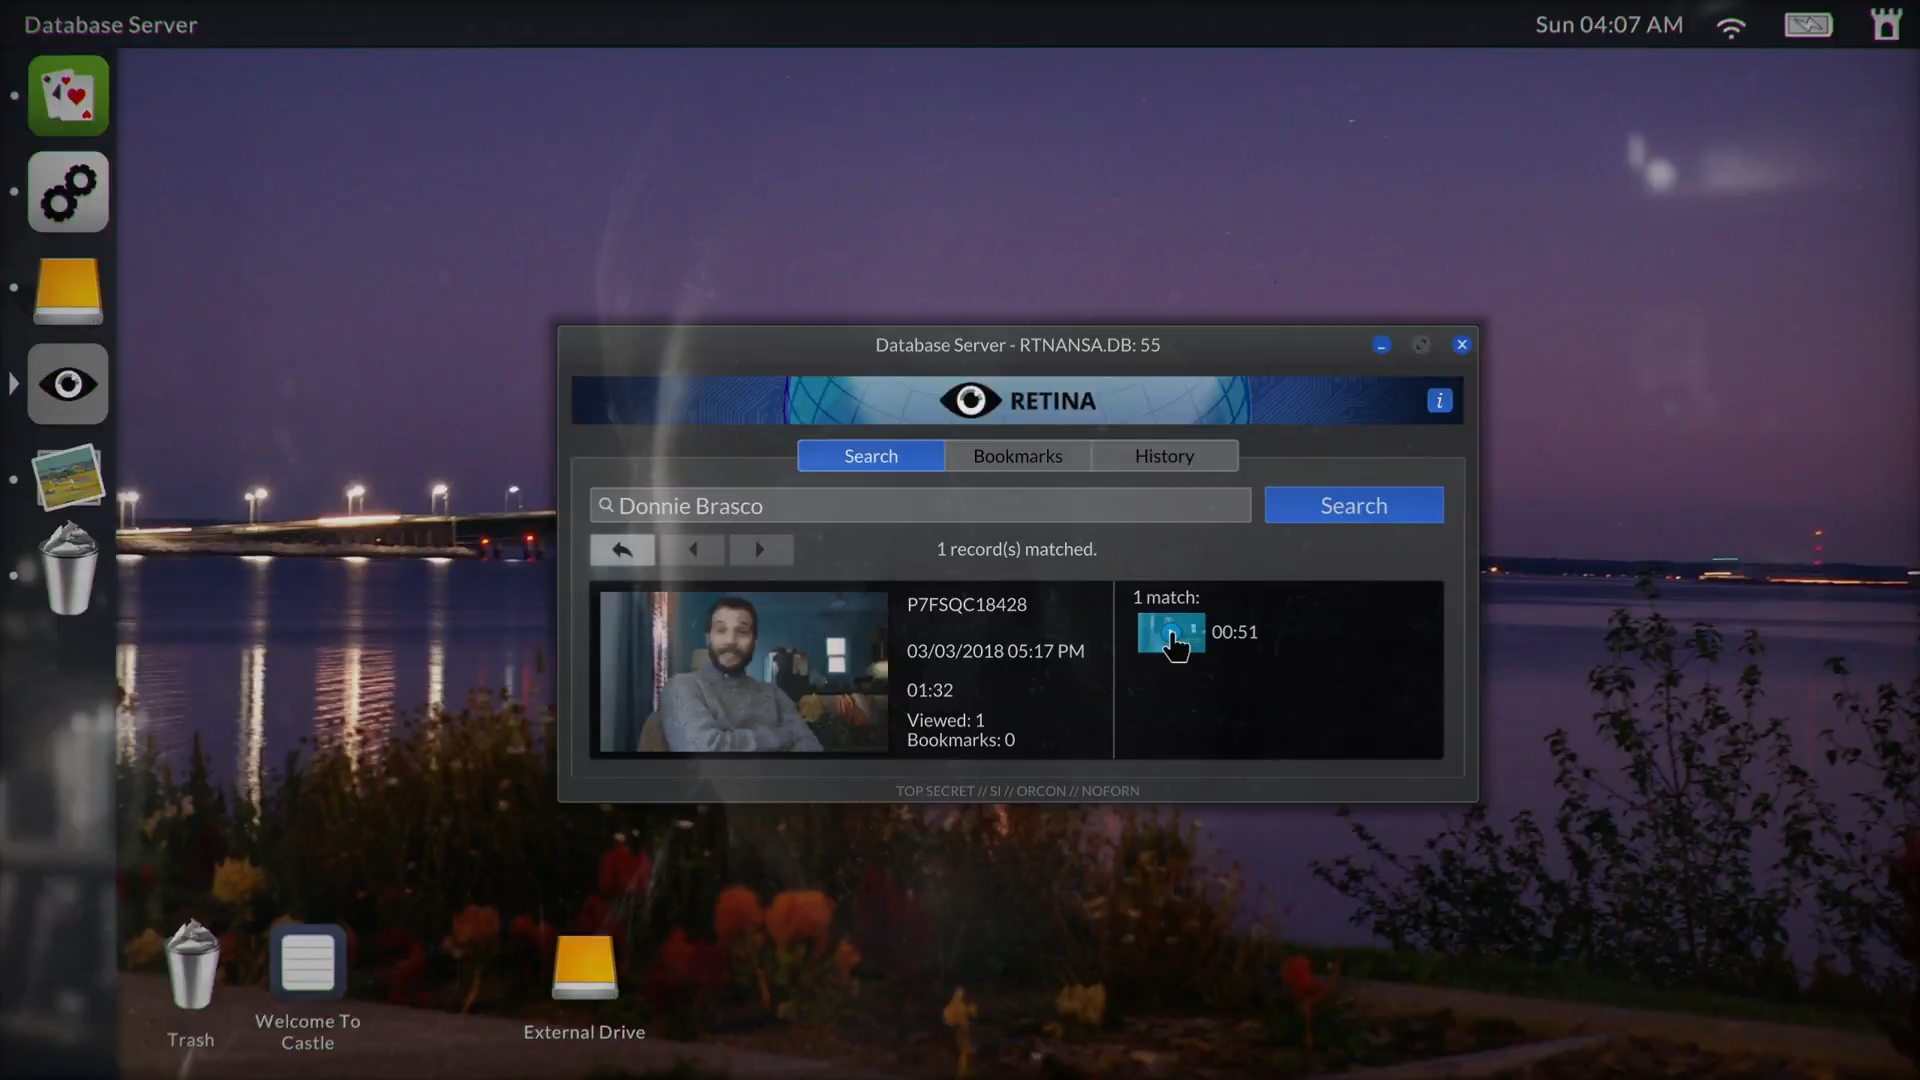 Database Server
Sun 04:07 AM
Database Server - RTNANSA.DB: 55
RETINA
i
Search
Bookmarks
History
Donnie Brasco
Search
1 record(s) matched.
P7FSQC18428
03/03/2018 05:17 PM
01:32
Viewed: 1
Bookmarks: 0
1 match:
00:51
TOP SECRET // SI // ORCON // NOFORN
Trash
Welcome To
Castle
External Drive